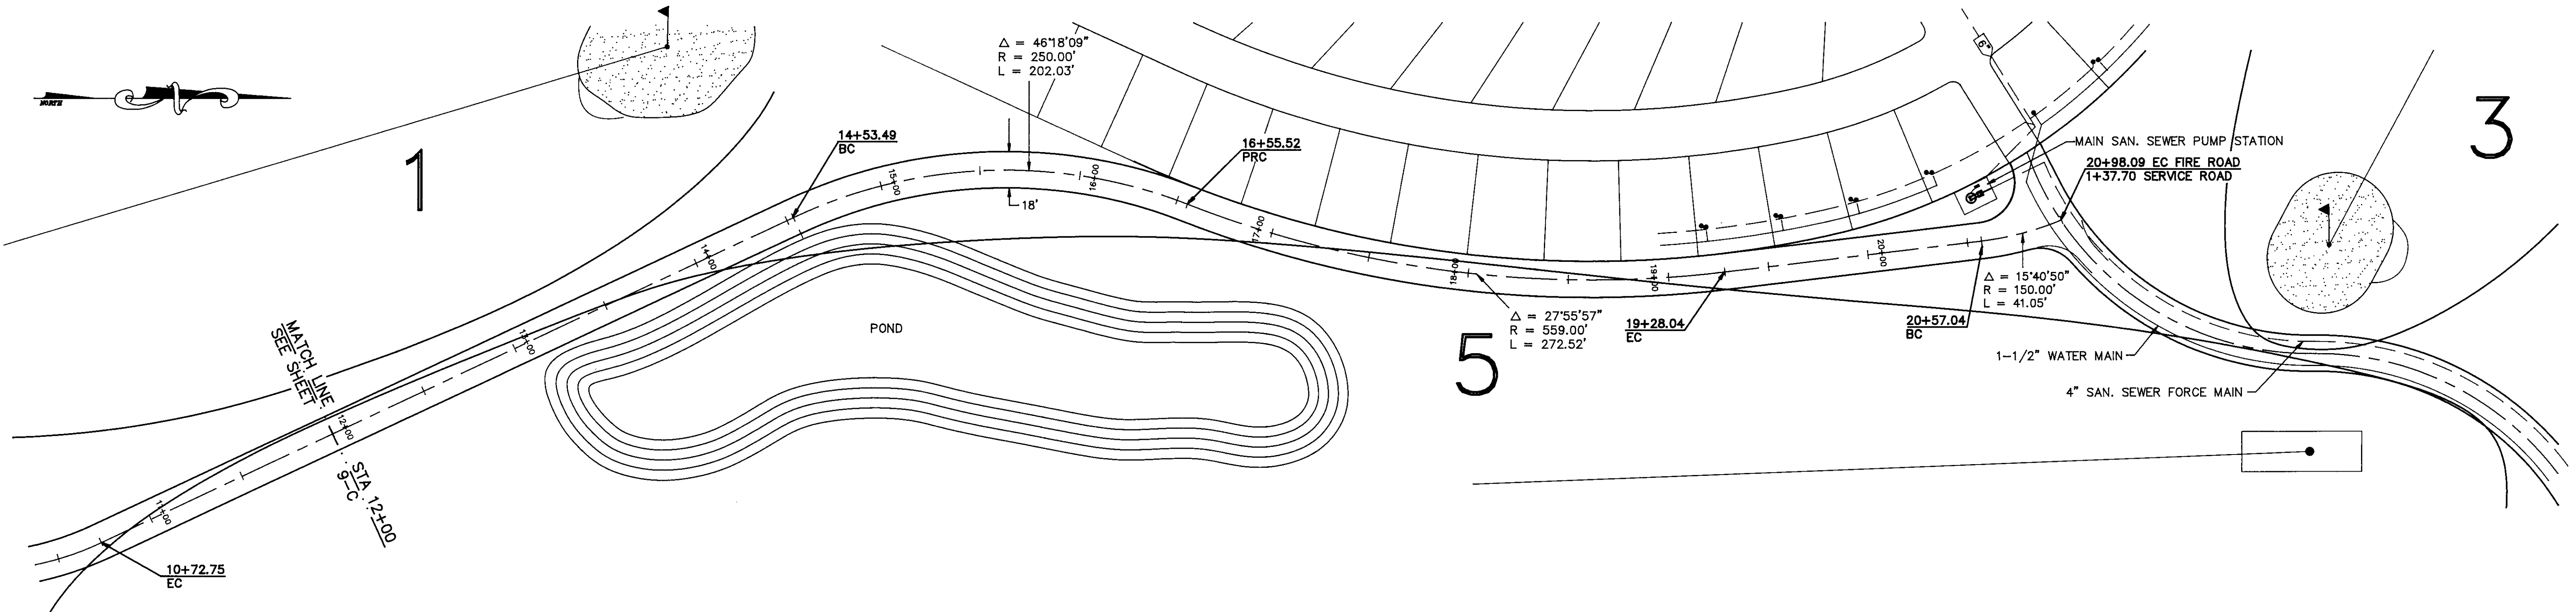 NORTH
1
Δ = 46°18'09"
R = 250.00'
L = 202.03'
14+53.49
BC
16+55.52
PRC
18'
6"
MAIN SAN. SEWER PUMP STATION
20+98.09 EC FIRE ROAD
1+37.70 SERVICE ROAD
3
11+00
12+00
13+00
14+00
15+00
16+00
17+00
18+00
19+00
20+00
MATCH LINE STA 12+00
SEE SHEET 9-C
POND
Δ = 27°55'57"
R = 559.00'
L = 272.52'
5
19+28.04
EC
20+57.04
BC
Δ = 15°40'50"
R = 150.00'
L = 41.05'
1-1/2" WATER MAIN
4" SAN. SEWER FORCE MAIN
10+72.75
EC